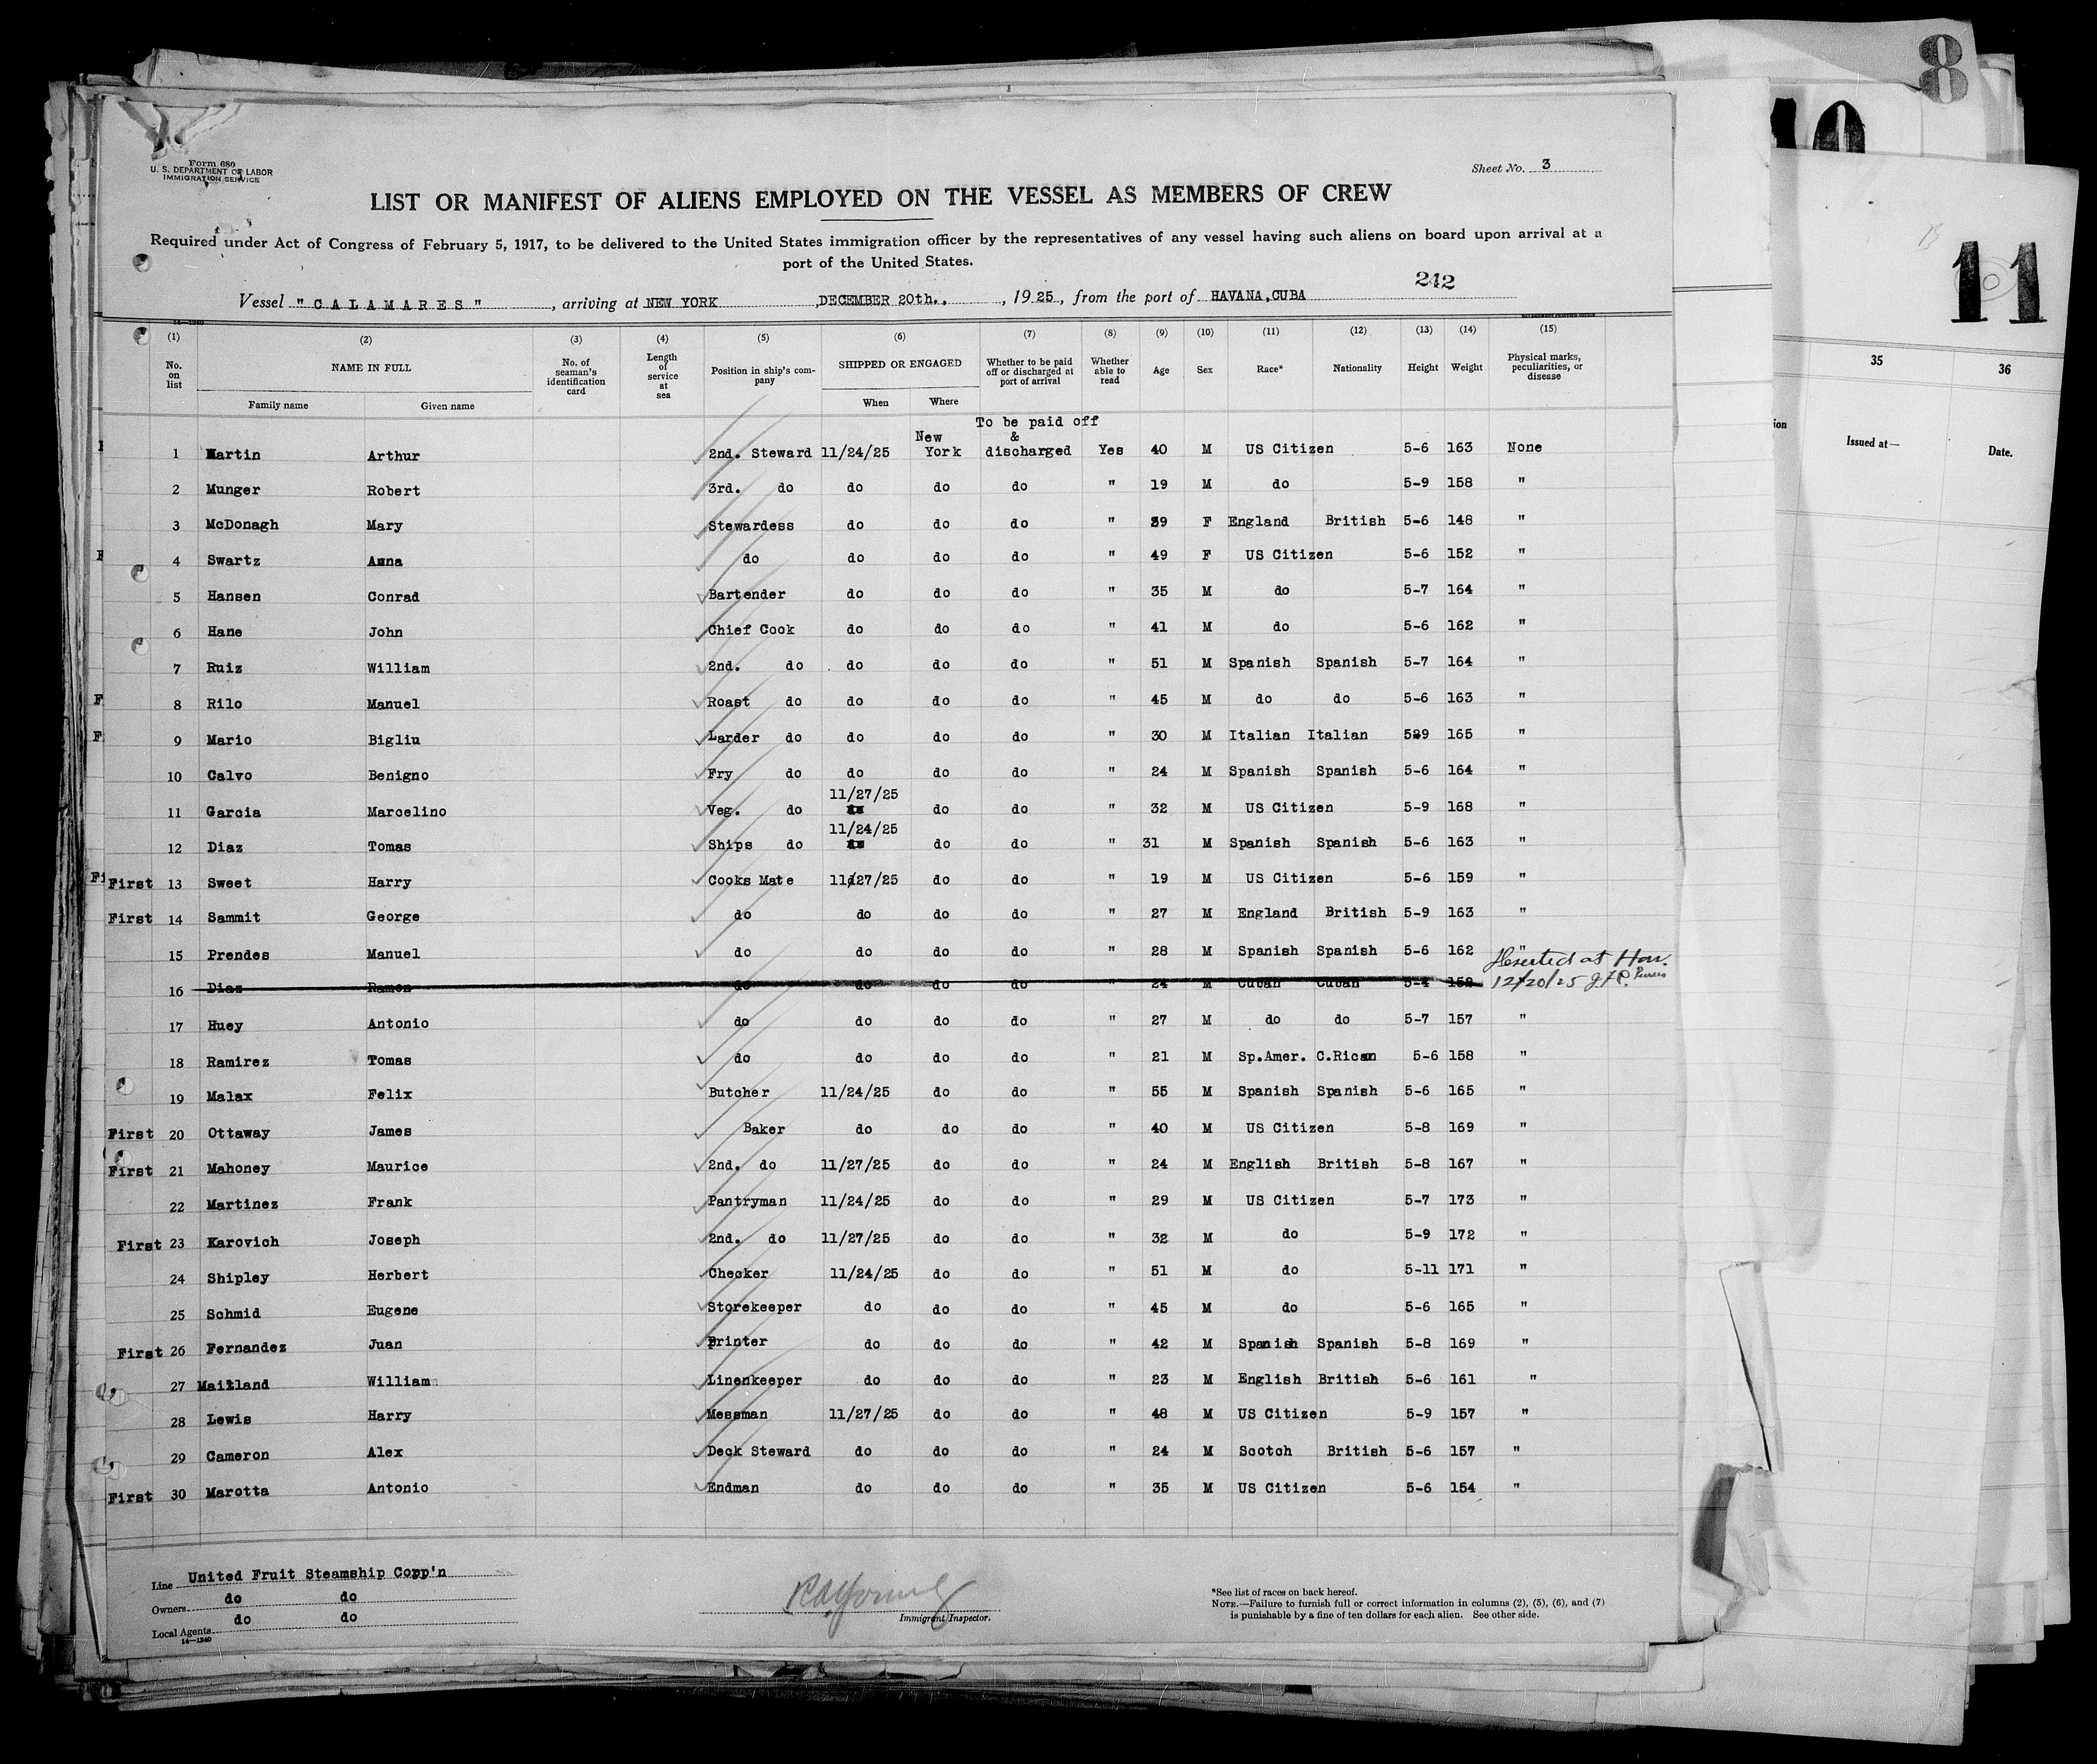 8
10
11
35
36
ion
Issued at—
Date.
Form 680
U. S. DEPARTMENT OF LABOR
IMMIGRATION SERVICE
Sheet No. 3
LIST OR MANIFEST OF ALIENS EMPLOYED ON THE VESSEL AS MEMBERS OF CREW
Required under Act of Congress of February 5, 1917, to be delivered to the United States immigration officer by the representatives of any vessel having such aliens on board upon arrival at a
port of the United States.
242
Vessel "CALAMARES", arriving at NEW YORK, DECEMBER 20th., 1925, from the port of HAVANA,CUBA
(1) (2) (3) (4) (5) (6) (7) (8) (9) (10) (11) (12) (13) (14) (15)
No. on list NAME IN FULL No. of seaman's identification card Length of service at sea Position in ship's company SHIPPED OR ENGAGED Whether to be paid off or discharged at port of arrival Whether able to read Age Sex Race* Nationality Height Weight Physical marks, peculiarities, or disease
Family name Given name When Where
To be paid off
New &
1 Martin Arthur 2nd. Steward 11/24/25 York discharged Yes 40 M US Citizen 5-6 163 None
2 Munger Robert 3rd. do do do do " 19 M do 5-9 158 "
3 McDonagh Mary Stewardess do do do " 39 F England British 5-6 148 "
4 Swartz Anna do do do do " 49 F US Citizen 5-6 152 "
5 Hansen Conrad Bartender do do do " 35 M do 5-7 164 "
6 Hane John Chief Cook do do do " 41 M do 5-6 162 "
7 Ruiz William 2nd. do do do do " 51 M Spanish Spanish 5-7 164 "
8 Rilo Manuel Roast do do do do " 45 M do do 5-6 163 "
9 Mario Bigliu Larder do do do do " 30 M Italian Italian 5-9 165 "
10 Calvo Benigno Fry do do do do " 24 M Spanish Spanish 5-6 164 "
11 Garcia Marcelino Veg. do 11/27/25 do do " 32 M US Citizen 5-9 168 "
12 Diaz Tomas Ships do 11/24/25 do do " 31 M Spanish Spanish 5-6 163 "
First 13 Sweet Harry Cooks Mate 11/27/25 do do " 19 M US Citizen 5-6 159 "
First 14 Sammit George do do do do " 27 M England British 5-9 163 "
15 Prendes Manuel do do do do " 28 M Spanish Spanish 5-6 162 "
Deserted at Hav.
16 Diaz Ramon do do do do " 24 M Cuban Cuban 5-4 152 12/20/25 J.F.P. Purser
17 Huey Antonio do do do do " 27 M do do 5-7 157 "
18 Ramirez Tomas do do do do " 21 M Sp.Amer. C.Rican 5-6 158 "
19 Malax Felix Butcher 11/24/25 do do " 55 M Spanish Spanish 5-6 165 "
First 20 Ottaway James Baker do do do " 40 M US Citizen 5-8 169 "
First 21 Mahoney Maurice 2nd. do 11/27/25 do do " 24 M English British 5-8 167 "
22 Martinez Frank Pantryman 11/24/25 do do " 29 M US Citizen 5-7 173 "
First 23 Karovich Joseph 2nd. do 11/27/25 do do " 32 M do 5-9 172 "
24 Shipley Herbert Checker 11/24/25 do do " 51 M do 5-11 171 "
25 Schmid Eugene Storekeeper do do do " 45 M do 5-6 165 "
First 26 Fernandez Juan Printer do do do " 42 M Spanish Spanish 5-8 169 "
27 Maitland William Linenkeeper do do do " 23 M English British 5-6 161 "
28 Lewis Harry Messman 11/27/25 do do " 48 M US Citizen 5-9 157 "
29 Cameron Alex Deck Steward do do do " 24 M Scotch British 5-6 157 "
First 30 Marotta Antonio Endman do do do " 35 M US Citizen 5-6 154 "
Line United Fruit Steamship Copp'n
Owners do do
Local Agents do do
14—1240
Immigrant Inspector.
*See list of races on back hereof.
NOTE.—Failure to furnish full or correct information in columns (2), (5), (6), and (7)
is punishable by a fine of ten dollars for each alien. See other side.